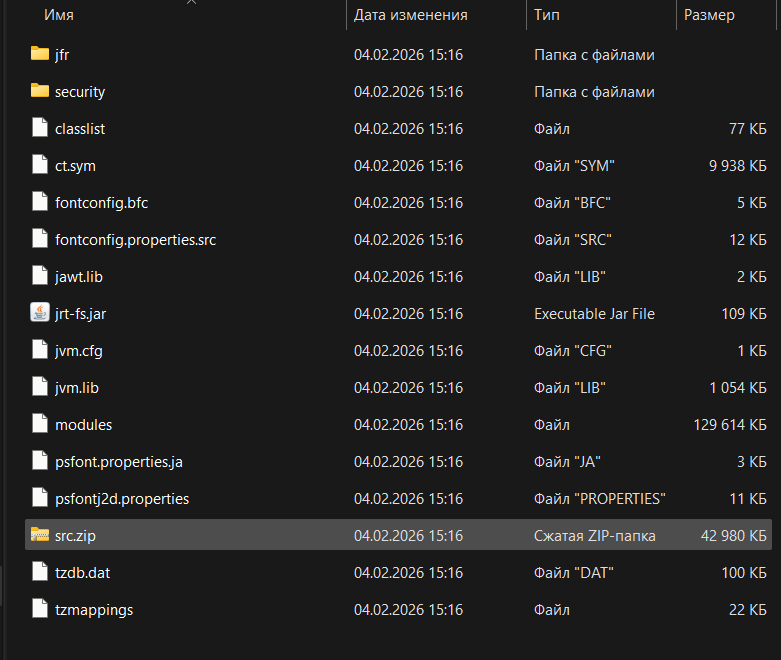 Имя Дата изменения Тип Размер
jfr 04.02.2026 15:16 Папка с файлами
security 04.02.2026 15:16 Папка с файлами
classlist 04.02.2026 15:16 Файл 77 КБ
ct.sym 04.02.2026 15:16 Файл "SYM" 9 938 КБ
fontconfig.bfc 04.02.2026 15:16 Файл "BFC" 5 КБ
fontconfig.properties.src 04.02.2026 15:16 Файл "SRC" 12 КБ
jawt.lib 04.02.2026 15:16 Файл "LIB" 2 КБ
jrt-fs.jar 04.02.2026 15:16 Executable Jar File 109 КБ
jvm.cfg 04.02.2026 15:16 Файл "CFG" 1 КБ
jvm.lib 04.02.2026 15:16 Файл "LIB" 1 054 КБ
modules 04.02.2026 15:16 Файл 129 614 КБ
psfont.properties.ja 04.02.2026 15:16 Файл "JA" 3 КБ
psfontj2d.properties 04.02.2026 15:16 Файл "PROPERTIES" 11 КБ
src.zip 04.02.2026 15:16 Сжатая ZIP-папка 42 980 КБ
tzdb.dat 04.02.2026 15:16 Файл "DAT" 100 КБ
tzmappings 04.02.2026 15:16 Файл 22 КБ